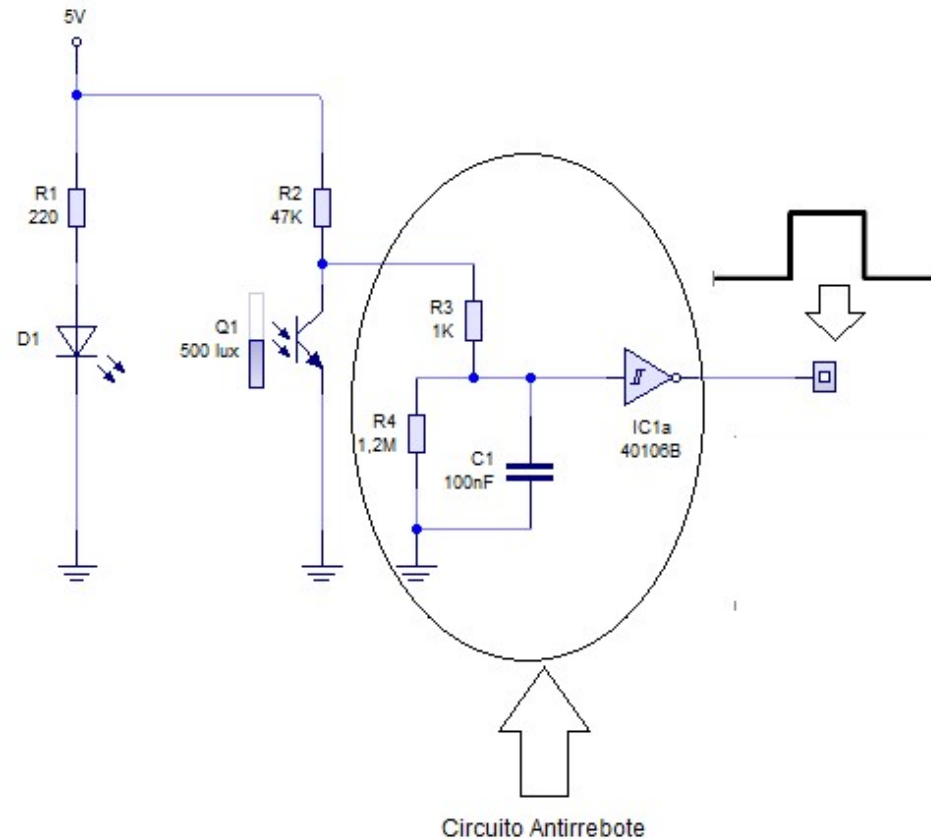 5V
R1
220
R2
47K
R3
1K
D1
Q1
500 lux
R4
1,2M
C1
100nF
IC1a
40106B
Circuito Antirrebote